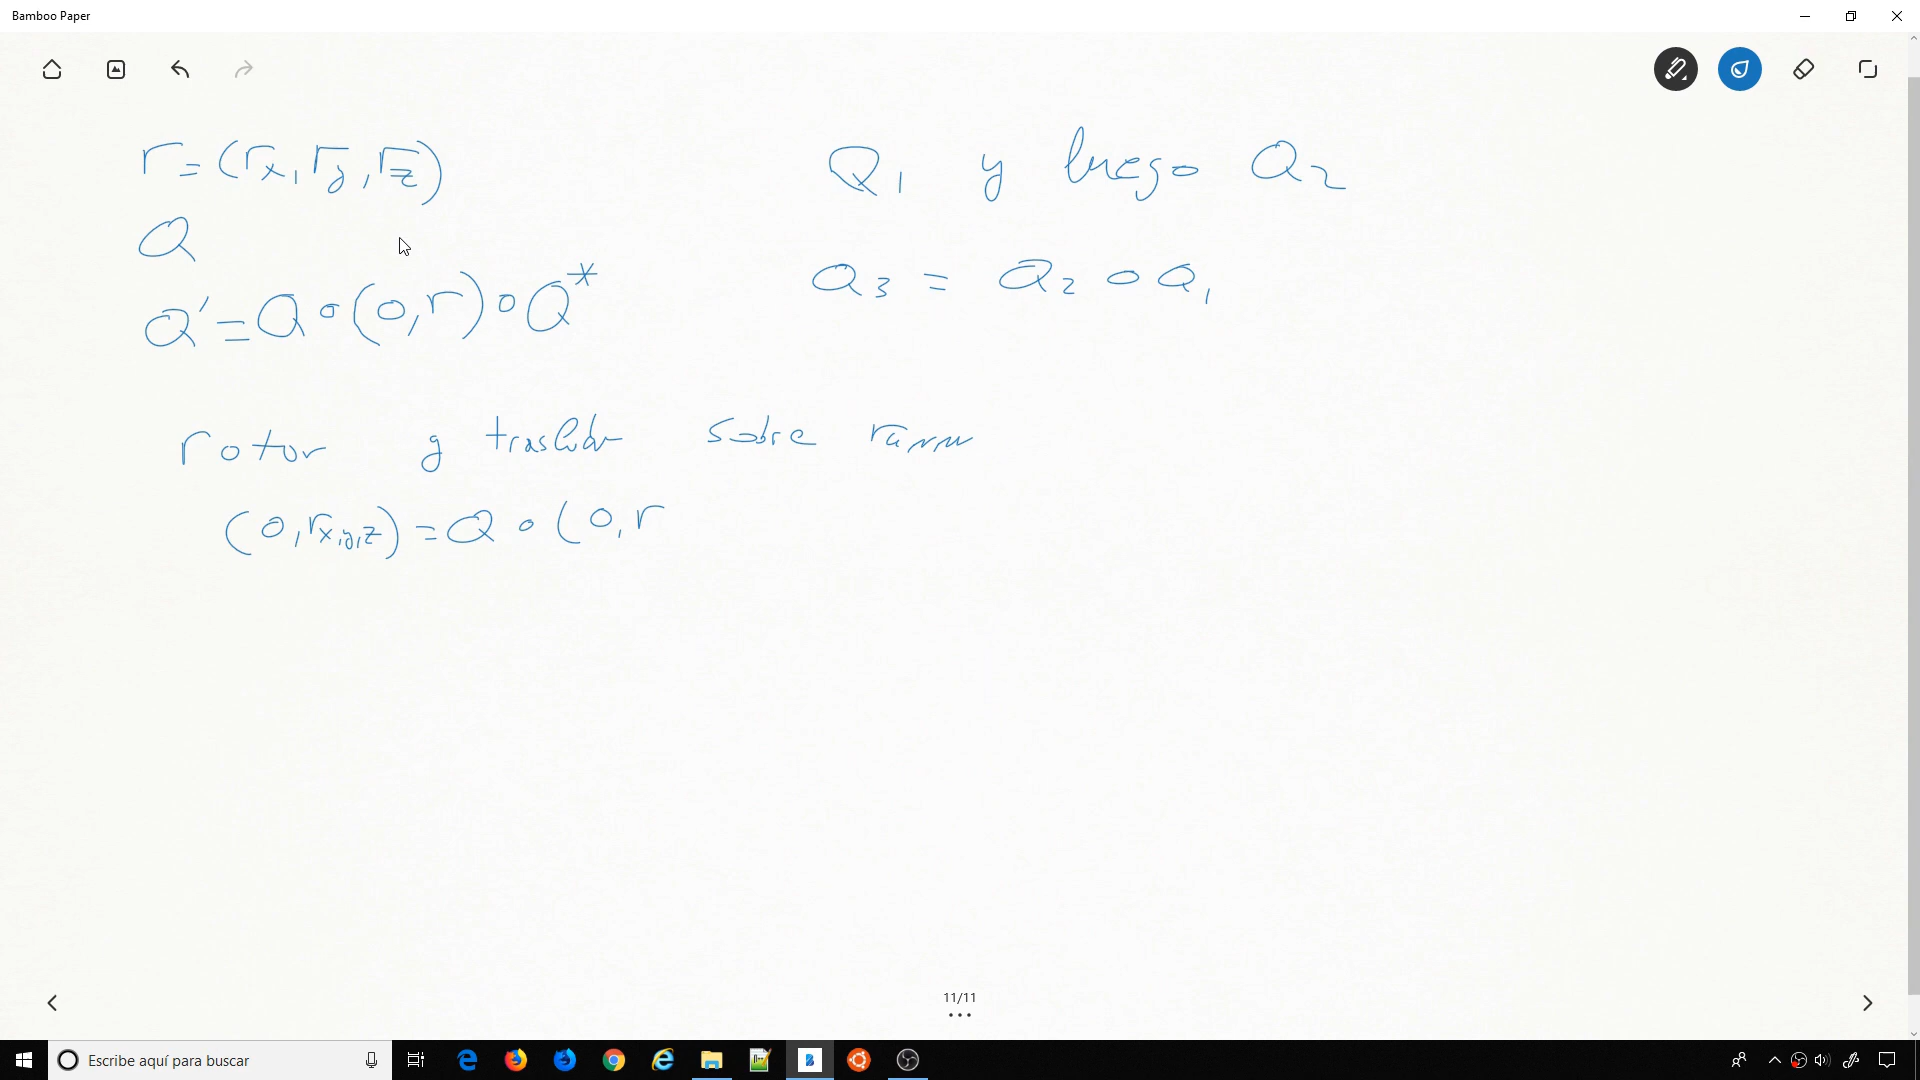 Bamboo Paper
r = (rx, ry, rz)
Q
Q' = Q ∘ (0, r) ∘ Q*
Q1 y luego Q2
Q3 = Q2 ∘ Q1
rotar y trasladar sobre
(0, rx,y,z) = Q ∘ (0, r
11/11
Escribe aquí para buscar